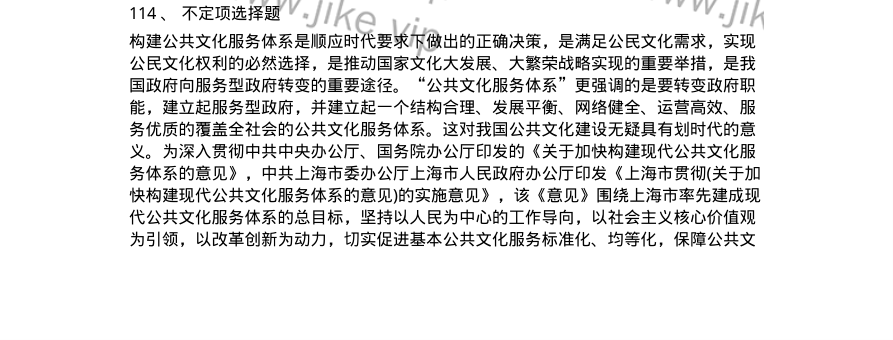 www.jike.vip
114 、 不定项选择题
构建公共文化服务体系是顺应时代要求下做出的正确决策，是满足公民文化需求，实现
公民文化权利的必然选择，是推动国家文化大发展、大繁荣战略实现的重要举措，是我
国政府向服务型政府转变的重要途径。“公共文化服务体系”更强调的是要转变政府职
能，建立起服务型政府，并建立起一个结构合理、发展平衡、网络健全、运营高效、服
务优质的覆盖全社会的公共文化服务体系。这对我国公共文化建设无疑具有划时代的意
义。为深入贯彻中共中央办公厅、国务院办公厅印发的《关于加快构建现代公共文化服
务体系的意见》，中共上海市委办公厅上海市人民政府办公厅印发《上海市贯彻(关于加
快构建现代公共文化服务体系的意见)的实施意见》，该《意见》围绕上海市率先建成现
代公共文化服务体系的总目标，坚持以人民为中心的工作导向，以社会主义核心价值观
为引领，以改革创新为动力，切实促进基本公共文化服务标准化、均等化，保障公共文